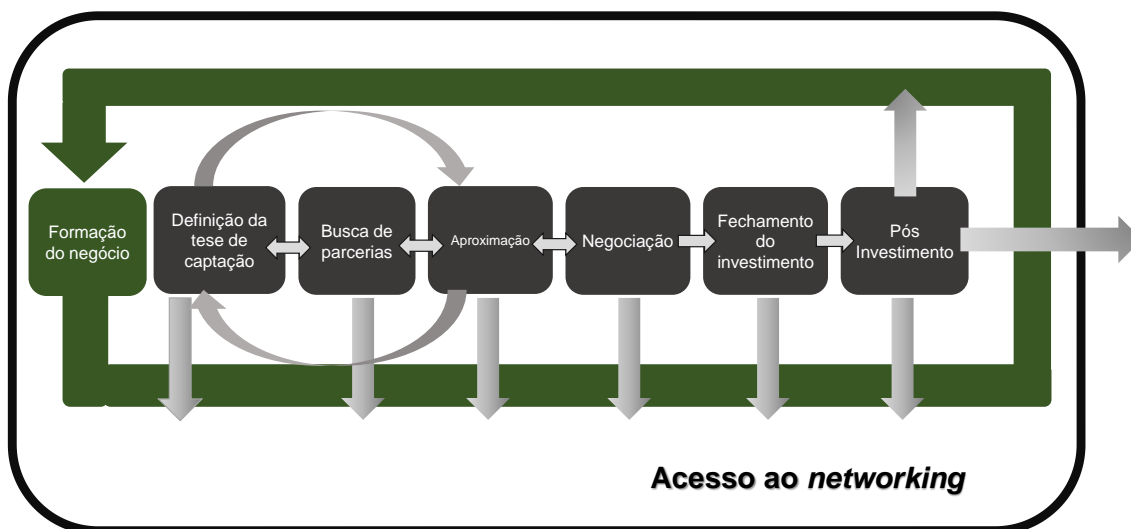 Formação
do negócio
Definição da
tese de
captação
Busca de
parcerias
Aproximação
Negociação
Fechamento
do
investimento
Pós
Investimento
Acesso ao networking